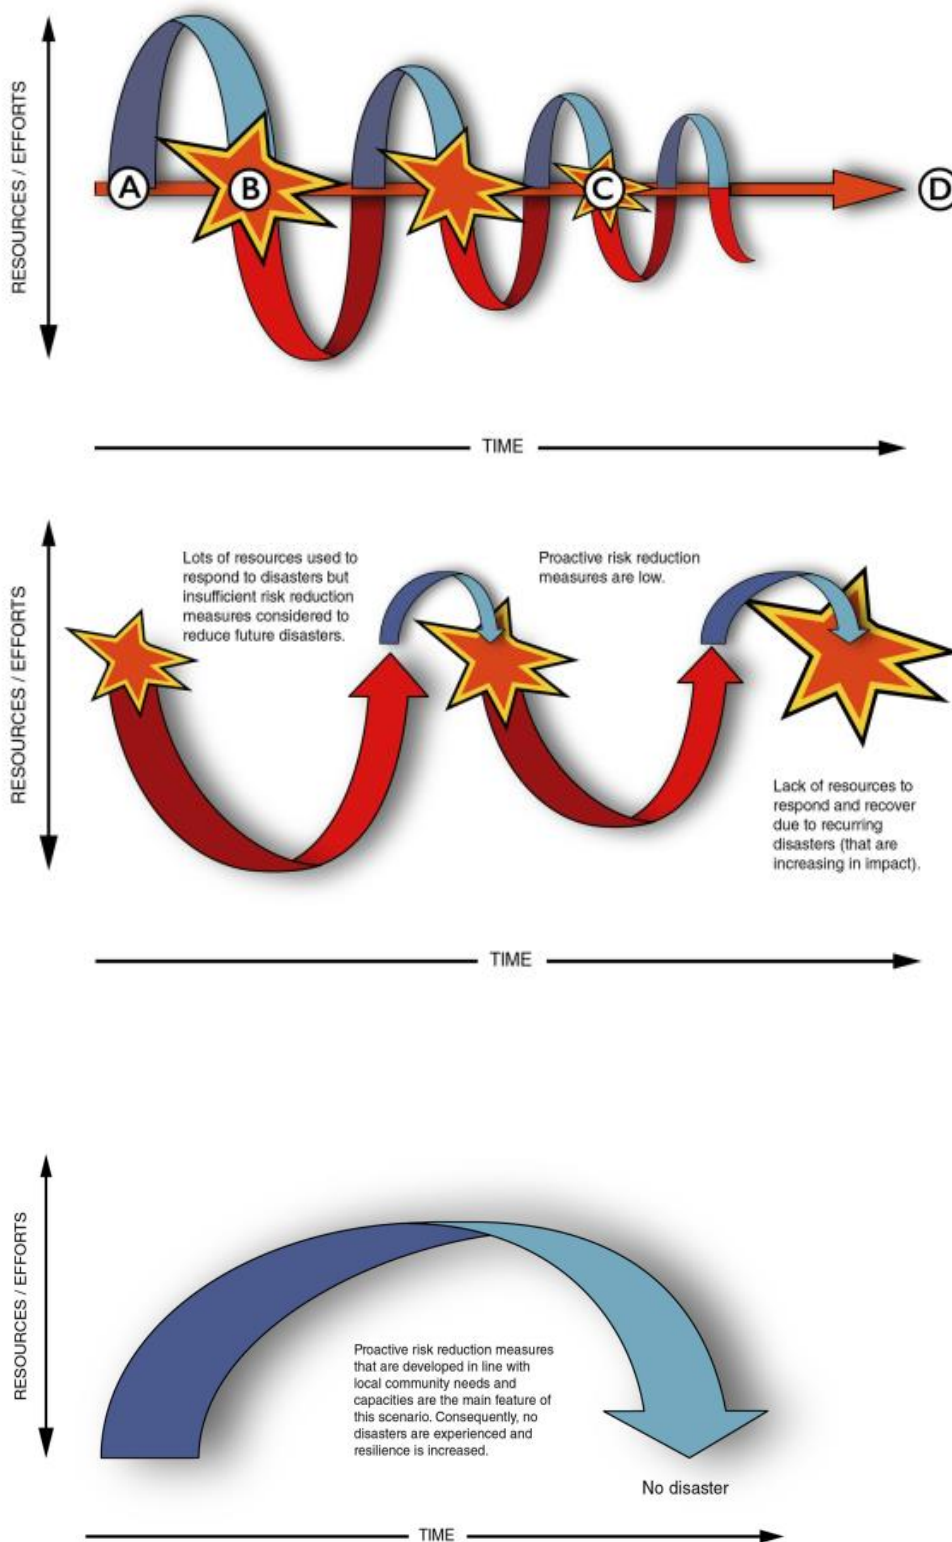 RESOURCES / EFFORTS
A
B
C
D
TIME
RESOURCES / EFFORTS
Lots of resources used to
respond to disasters but
insufficient risk reduction
measures considered to
reduce future disasters.
Proactive risk reduction
measures are low.
Lack of resources to
respond and recover
due to recurring
disasters (that are
increasing in impact).
TIME
RESOURCES / EFFORTS
Proactive risk reduction measures
that are developed in line with
local community needs and
capacities are the main feature of
this scenario. Consequently, no
disasters are experienced and
resilience is increased.
No disaster
TIME